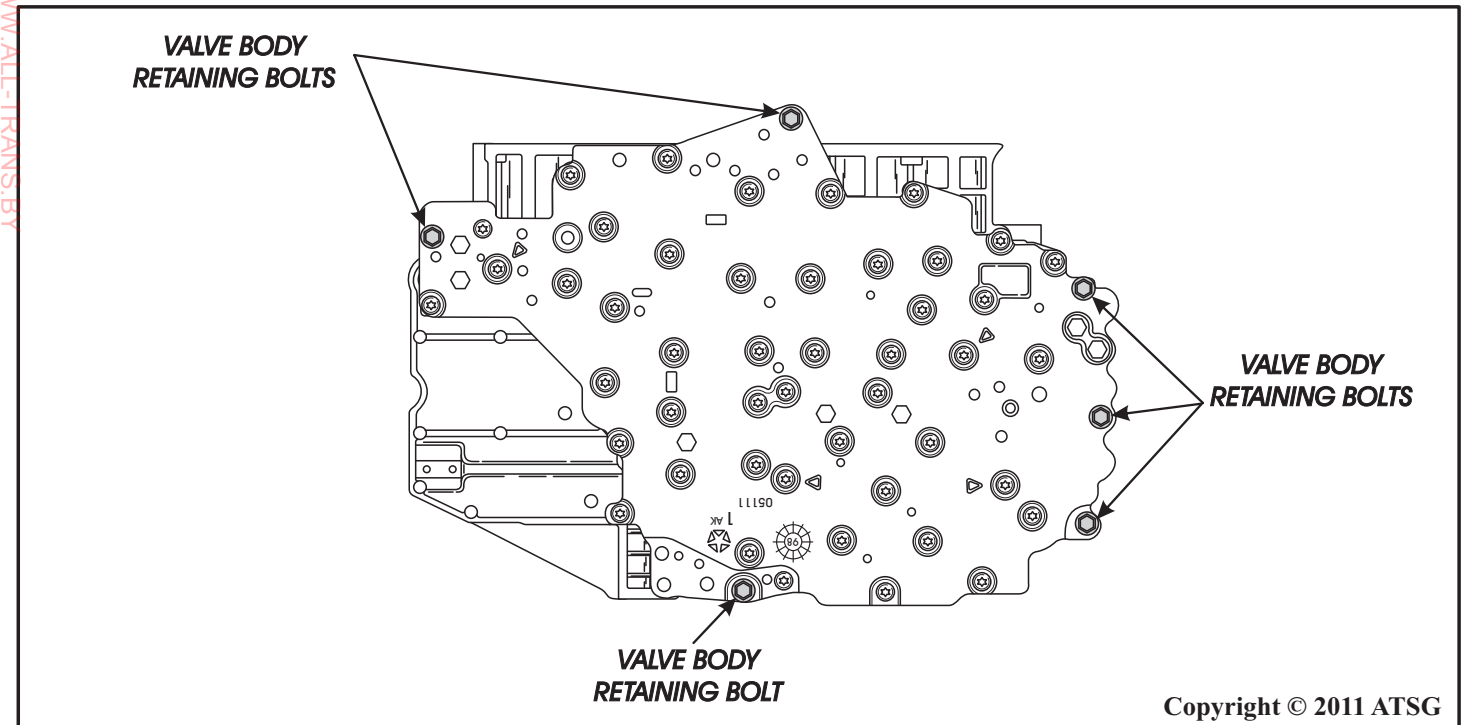 VALVE BODY
RETAINING BOLTS
VALVE BODY
RETAINING BOLTS
05111
1
AK
98
VALVE BODY
RETAINING BOLT
Copyright © 2011 ATSG
WW.ALL-TRANS.BY